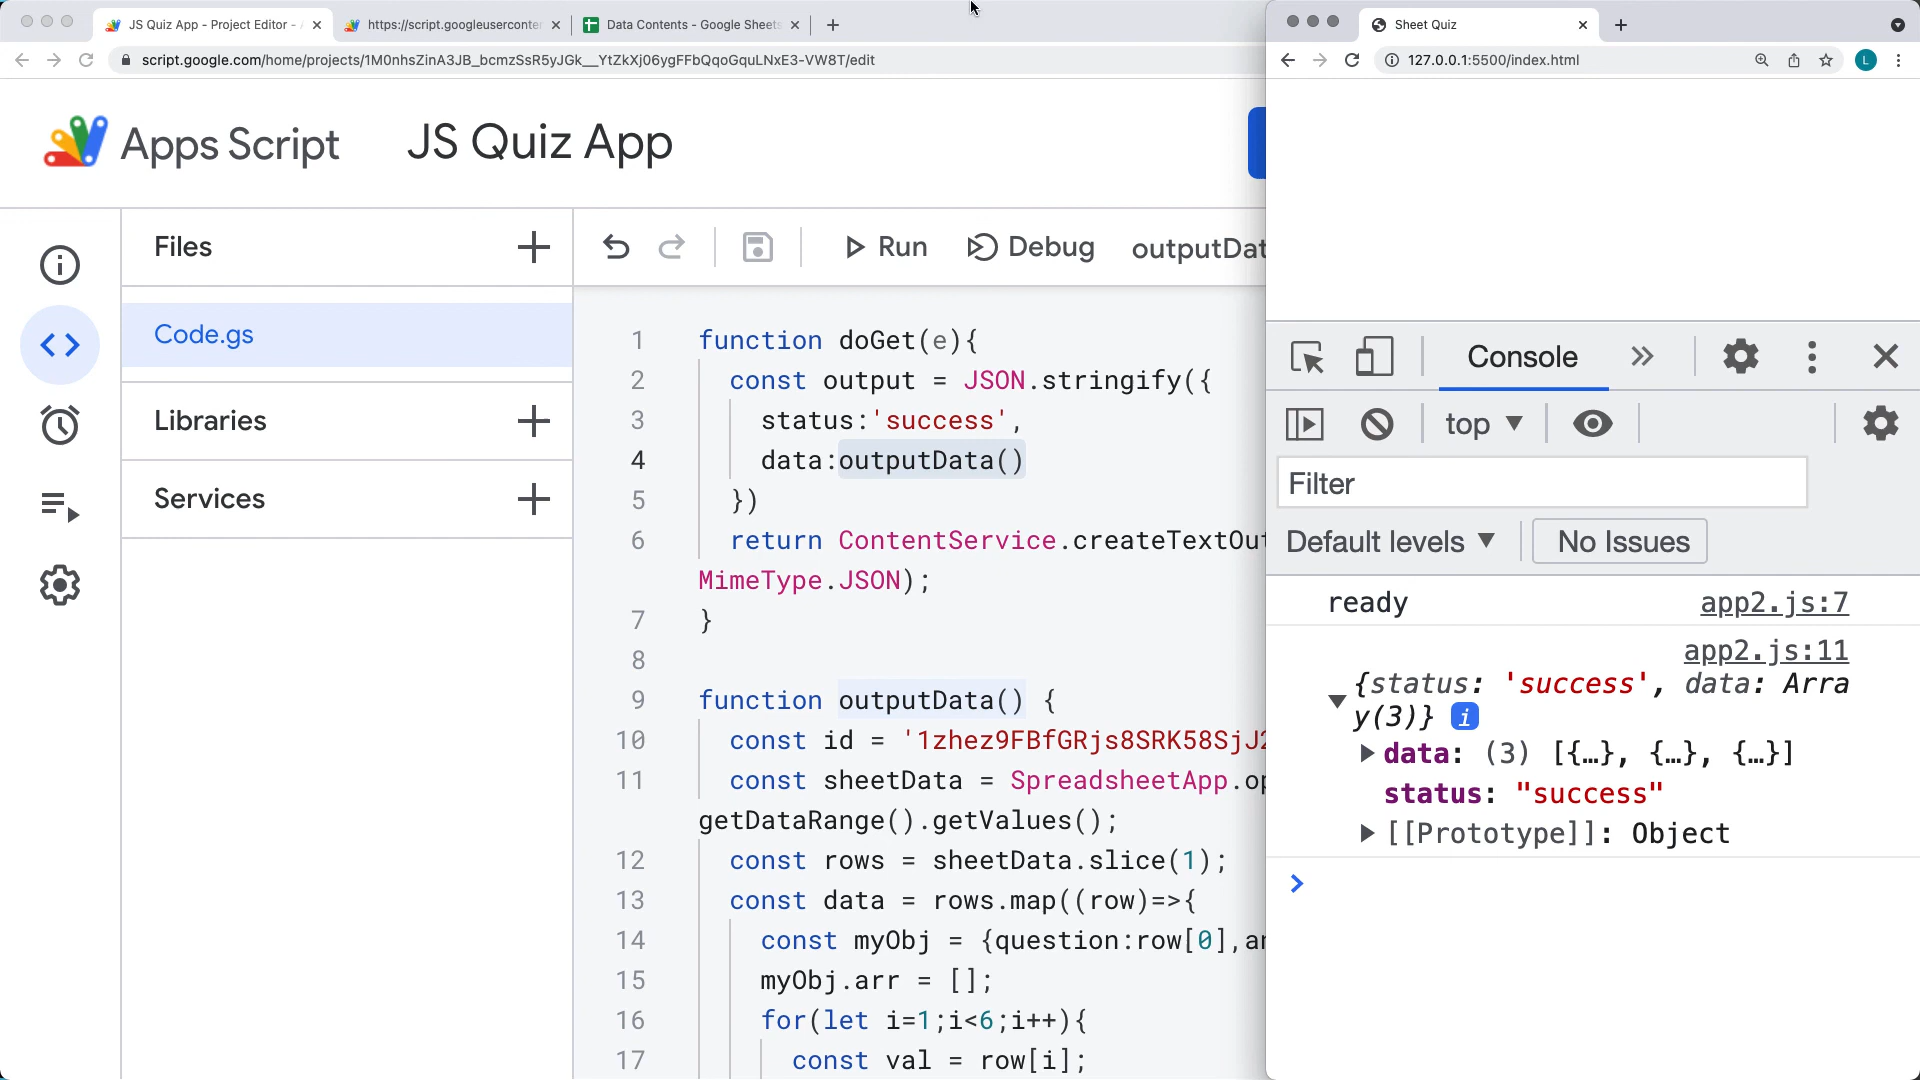 JS Quiz App - Project Editor -
https://script.googleuserconte
Data Contents - Google Sheets
script.google.com/home/projects/1M0nhsZinA3JB_bcmzSsR5yJGk__YtZkXj06ygFFbQqoGquLNxE3-VW8T/edit
Apps Script
JS Quiz App
Files
Code.gs
Libraries
Services
Run
Debug
outputDat
1 function doGet(e){
2 const output = JSON.stringify({
3 status:'success',
4 data:outputData()
5 })
6 return ContentService.createTextOut
MimeType.JSON);
7 }
8
9 function outputData() {
10 const id = '1zhez9FBfGRjs8SRK58SjJ2
11 const sheetData = SpreadsheetApp.op
getDataRange().getValues();
12 const rows = sheetData.slice(1);
13 const data = rows.map((row)=>{
14 const myObj = {question:row[0],an
15 myObj.arr = [];
16 for(let i=1;i<6;i++){
17 const val = row[i];
Sheet Quiz
127.0.0.1:5500/index.html
L
Console
top
Filter
Default levels
No Issues
ready app2.js:7
app2.js:11
{status: 'success', data: Arra
y(3)} i
data: (3) [{…}, {…}, {…}]
status: "success"
[[Prototype]]: Object